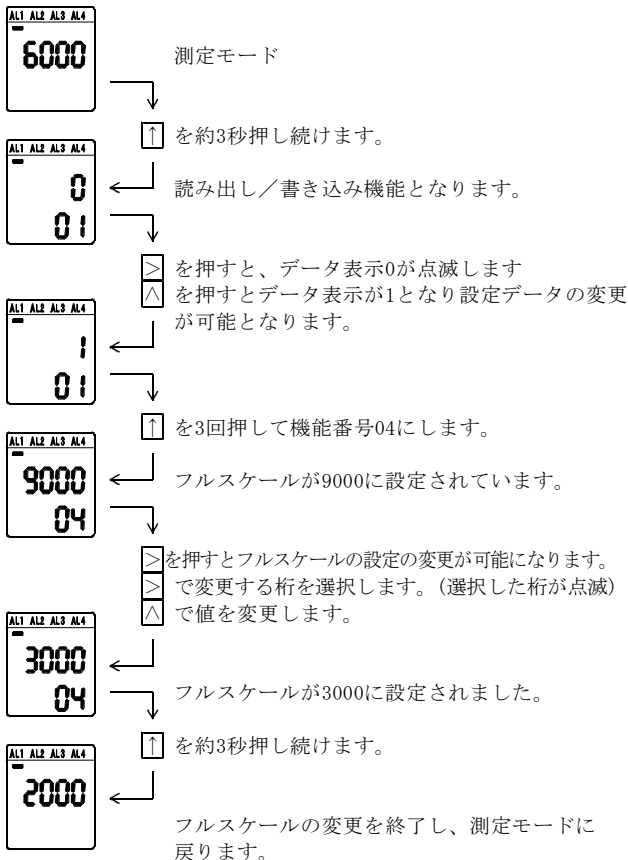 AL1 AL2 AL3 AL4
6000
測定モード
↑ を約3秒押し続けます。
AL1 AL2 AL3 AL4
0
01
読み出し／書き込み機能となります。
> を押すと、データ表示0が点滅します
∧ を押すとデータ表示が1となり設定データの変更
が可能となります。
AL1 AL2 AL3 AL4
1
01
↑ を3回押して機能番号04にします。
AL1 AL2 AL3 AL4
9000
04
フルスケールが9000に設定されています。
>を押すとフルスケールの設定の変更が可能になります。
> で変更する桁を選択します。(選択した桁が点滅)
∧ で値を変更します。
AL1 AL2 AL3 AL4
3000
04
フルスケールが3000に設定されました。
↑ を約3秒押し続けます。
AL1 AL2 AL3 AL4
2000
フルスケールの変更を終了し、測定モードに
戻ります。